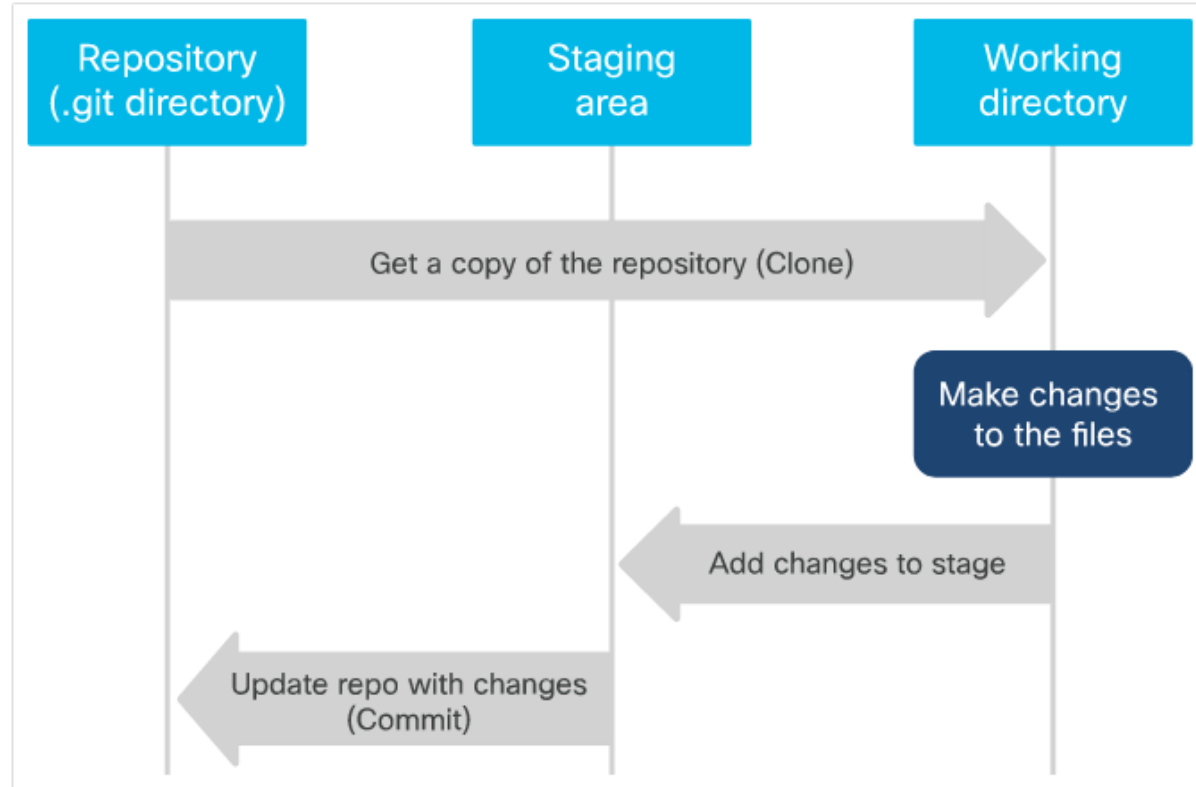 Repository
(.git directory)
Staging
area
Working
directory
Get a copy of the repository (Clone)
Make changes
to the files
Add changes to stage
Update repo with changes
(Commit)